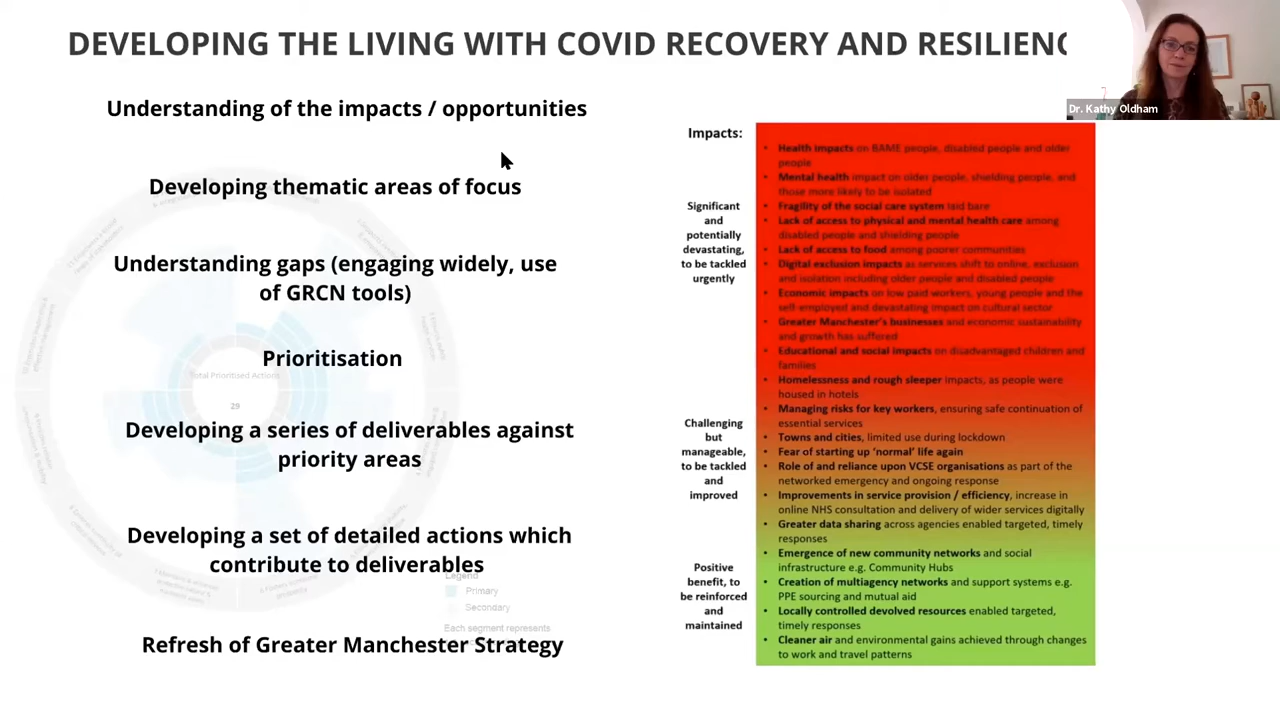 DEVELOPING THE LIVING WITH COVID RECOVERY AND RESILIENC
Dr. Kathy Oldham
Understanding of the impacts / opportunities
Developing thematic areas of focus
Understanding gaps (engaging widely, use
of GRCN tools)
Prioritisation
Developing a series of deliverables against
priority areas
Developing a set of detailed actions which
contribute to deliverables
Refresh of Greater Manchester Strategy
Total Prioritised Actions
29
Legend
Primary
Secondary
Each segment represents
Impacts:
Significant
and
potentially
devastating,
to be tackled
urgently
Challenging
but
manageable,
to be tackled
and
improved
Positive
benefit, to
be reinforced
and
maintained
• Health impacts on BAME people, disabled people and older
people
• Mental health impact on older people, shielding people, and
those more likely to be isolated
• Fragility of the social care system laid bare
• Lack of access to physical and mental health care among
disabled people and shielding people
• Lack of access to food among poorer communities
• Digital exclusion impacts as services shift to online, exclusion
and isolation including older people and disabled people
• Economic impacts on low paid workers, young people and the
self-employed and devastating impact on cultural sector
• Greater Manchester's businesses and economic sustainability
and growth has suffered
• Educational and social impacts on disadvantaged children and
families
• Homelessness and rough sleeper impacts, as people were
housed in hotels
• Managing risks for key workers, ensuring safe continuation of
essential services
• Towns and cities, limited use during lockdown
• Fear of starting up 'normal' life again
• Role of and reliance upon VCSE organisations as part of the
networked emergency and ongoing response
• Improvements in service provision / efficiency, increase in
online NHS consultation and delivery of wider services digitally
• Greater data sharing across agencies enabled targeted, timely
responses
• Emergence of new community networks and social
infrastructure e.g. Community Hubs
• Creation of multiagency networks and support systems e.g.
PPE sourcing and mutual aid
• Locally controlled devolved resources enabled targeted,
timely responses
• Cleaner air and environmental gains achieved through changes
to work and travel patterns